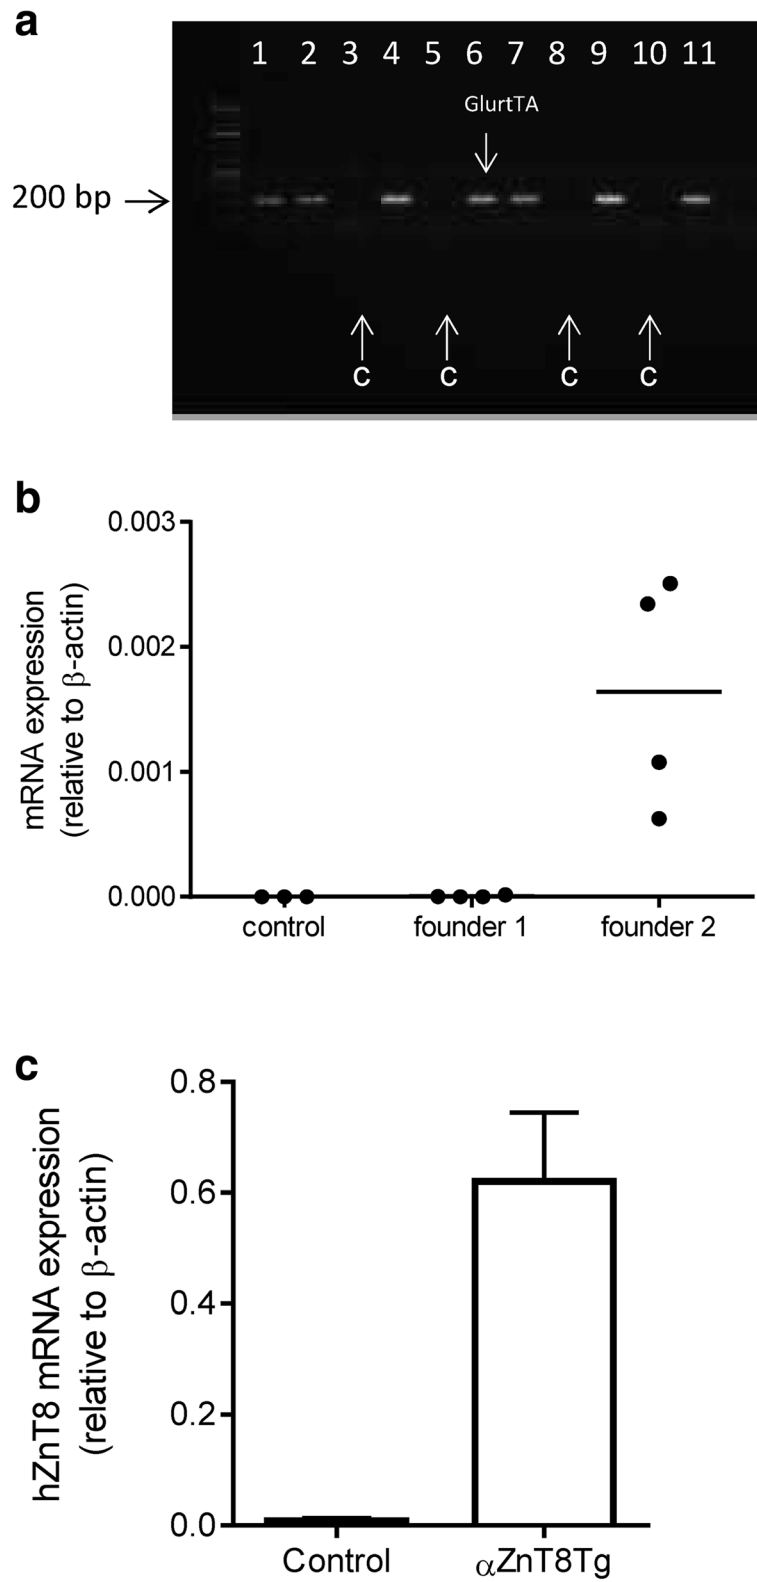 a
1 2 3 4 5 6 7 8 9 10 11
GlurtTA
200 bp
c c c c
b
mRNA expression
(relative to β-actin)
0.003
0.002
0.001
0.000
control founder 1 founder 2
c
hZnT8 mRNA expression
(relative to β-actin)
0.8
0.6
0.4
0.2
0.0
Control αZnT8Tg